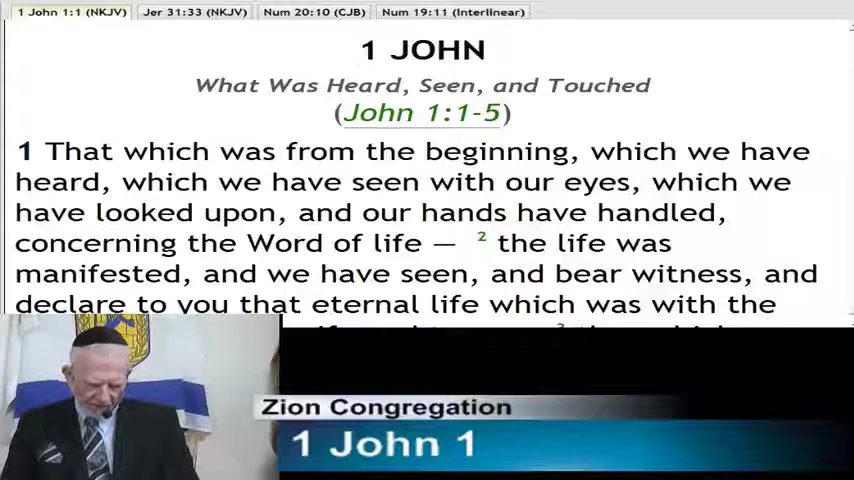 1 John 1:1 (NKJV) Jer 31:33 (NKJV) Num 20:10 (CJB) Num 19:11 (Interlinear)
1 JOHN
What Was Heard, Seen, and Touched
(John 1:1-5)
1 That which was from the beginning, which we have
heard, which we have seen with our eyes, which we
have looked upon, and our hands have handled,
concerning the Word of life — 2 the life was
manifested, and we have seen, and bear witness, and
declare to you that eternal life which was with the
Zion Congregation
1 John 1